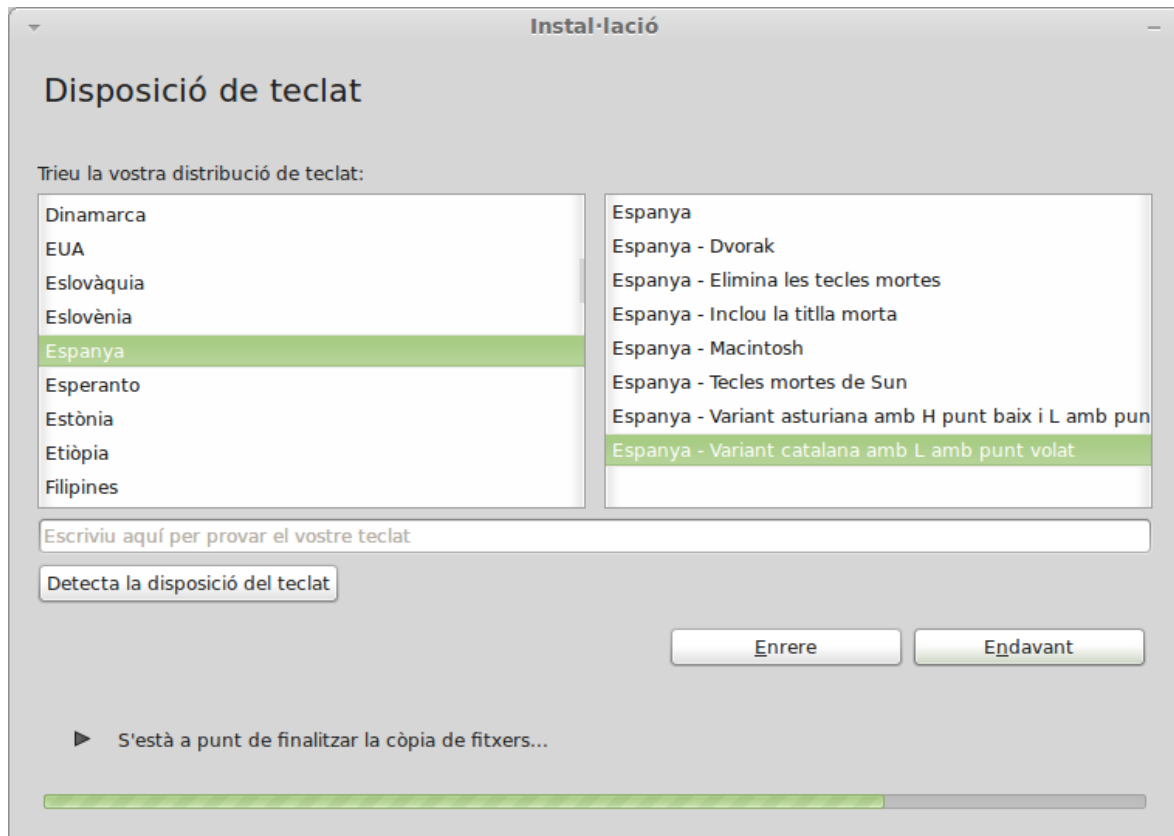 Instal·lació
Disposició de teclat
Trieu la vostra distribució de teclat:
Dinamarca
EUA
Eslovàquia
Eslovènia
Espanya
Esperanto
Estònia
Etiòpia
Filipines
Espanya
Espanya - Dvorak
Espanya - Elimina les tecles mortes
Espanya - Inclou la titlla morta
Espanya - Macintosh
Espanya - Tecles mortes de Sun
Espanya - Variant asturiana amb H punt baix i L amb pun
Espanya - Variant catalana amb L amb punt volat
Escriviu aquí per provar el vostre teclat
Detecta la disposició del teclat
Enrere
Endavant
S'està a punt de finalitzar la còpia de fitxers...